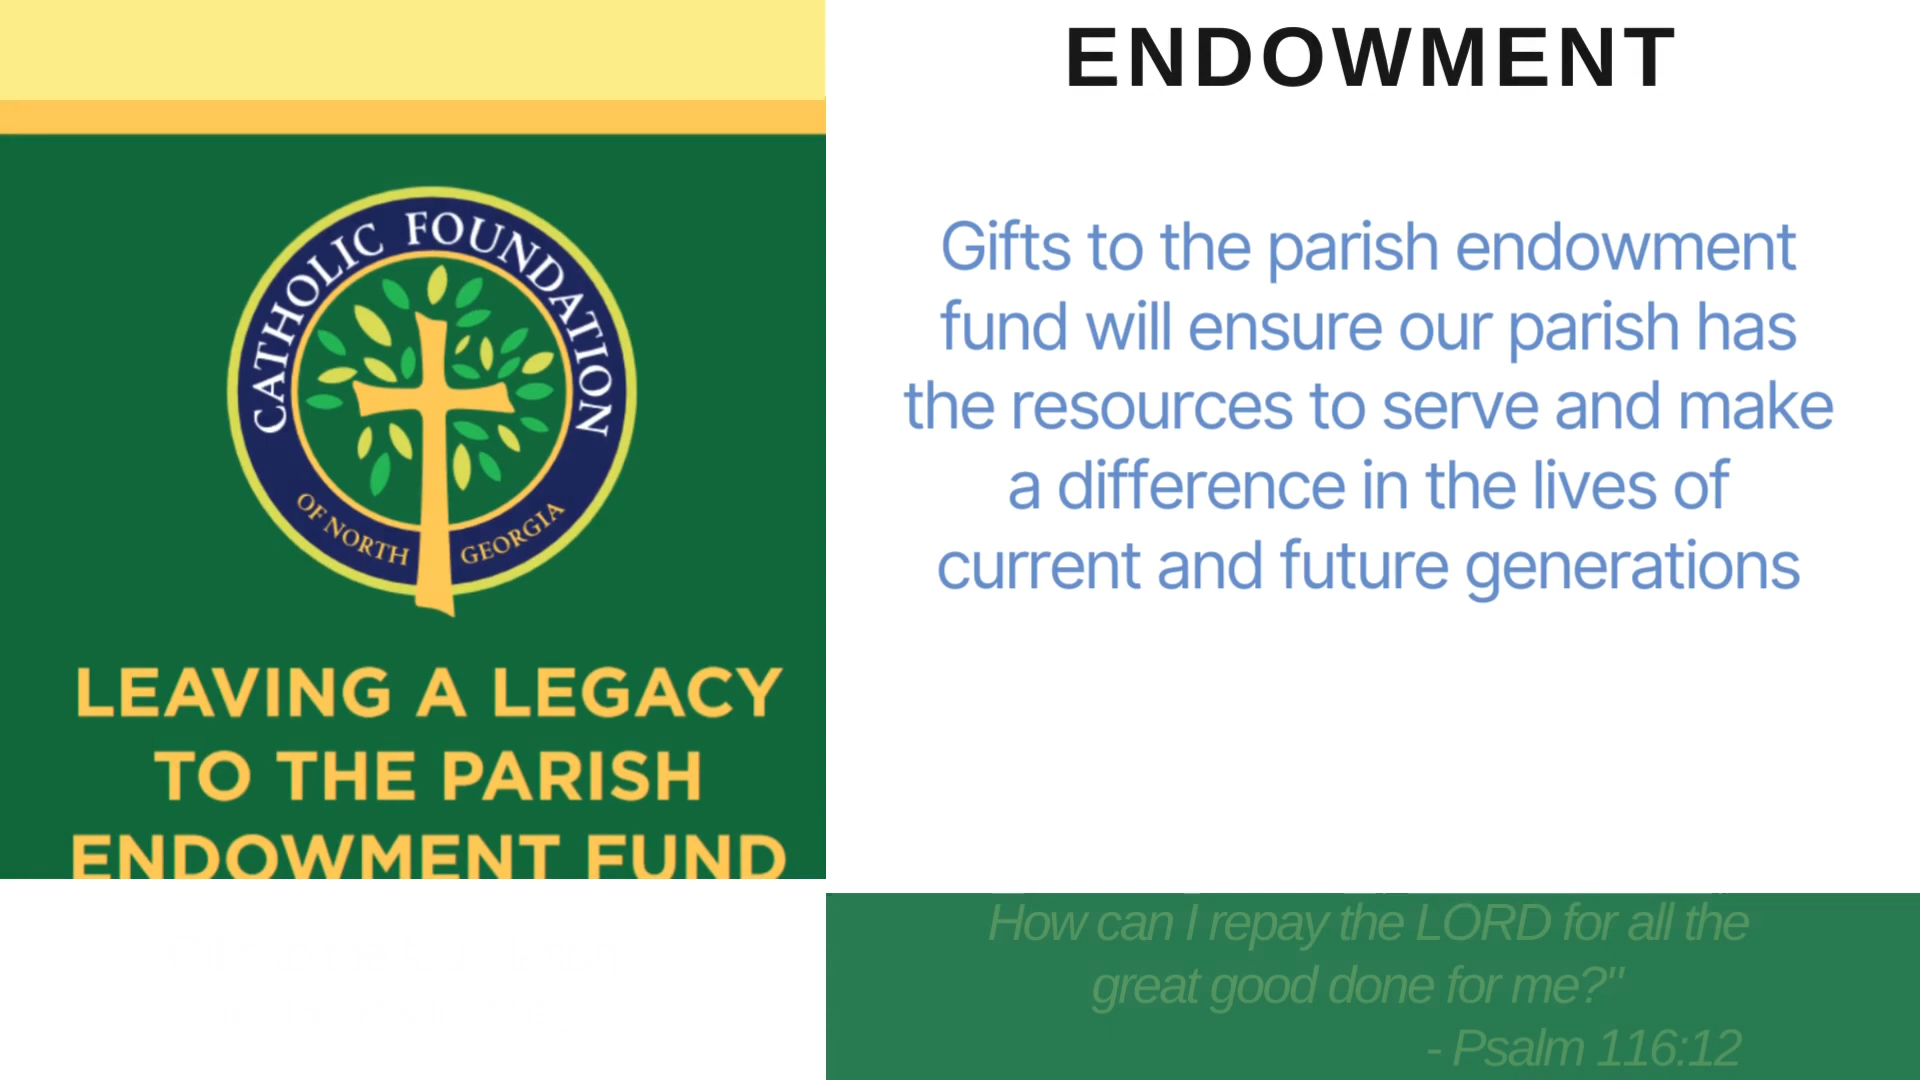 CATHOLIC FOUNDATION
OF NORTH GEORGIA
LEAVING A LEGACY
TO THE PARISH
ENDOWMENT FUND
ENDOWMENT
Gifts to the parish endowment
fund will ensure our parish has
the resources to serve and make
a difference in the lives of
current and future generations
How can I repay the LORD for all the
great good done for me?"
- Psalm 116:12